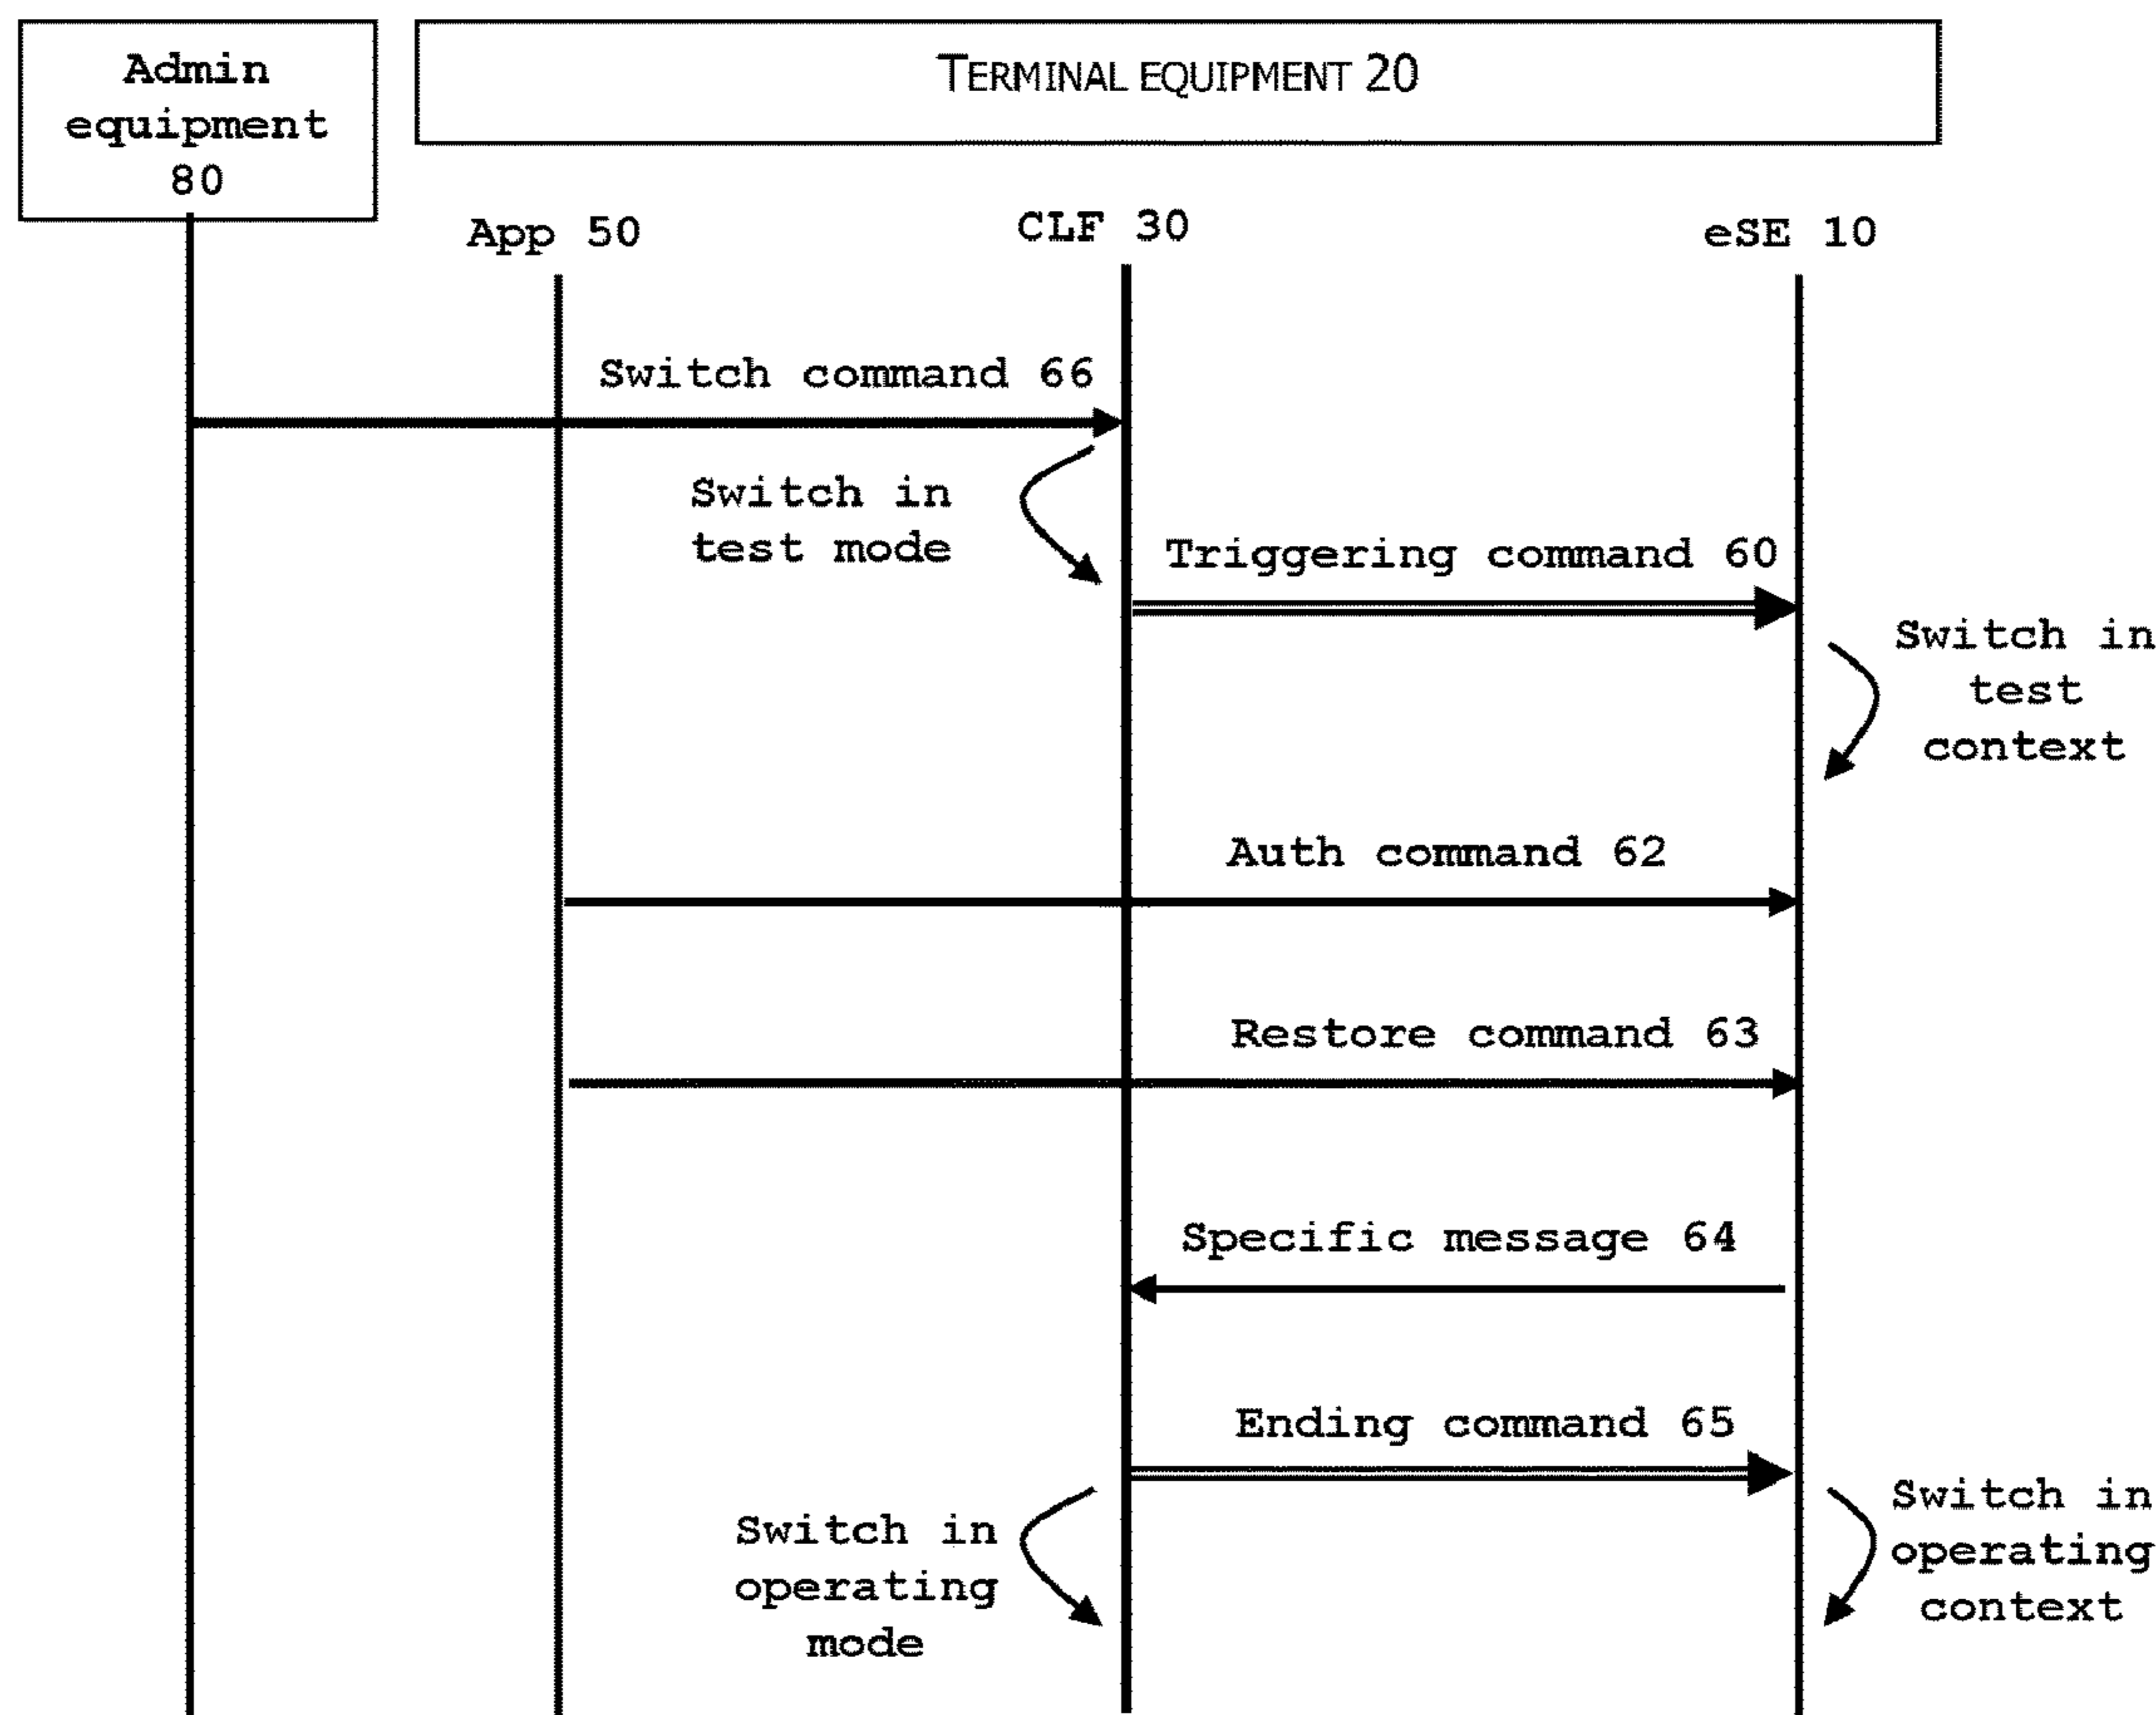 Admin
equipment
80
TERMINAL EQUIPMENT 20
App 50
CLF 30
eSE 10
Switch command 66
Switch in
test mode
Triggering command 60
Switch in
test
context
Auth command 62
Restore command 63
Specific message 64
Ending command 65
Switch in
operating
mode
Switch in
operating
context